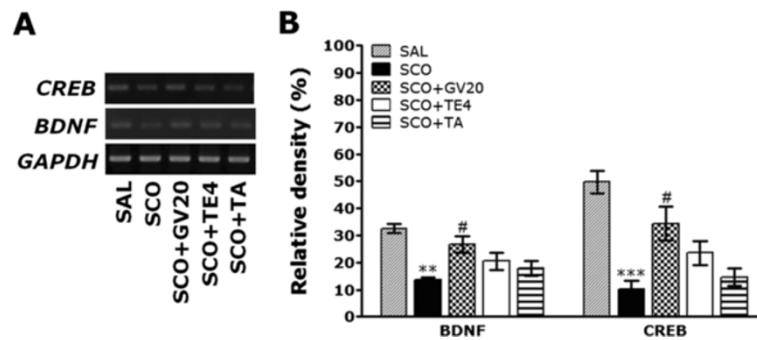 A
CREB
BDNF
GAPDH
SAL
SCO
SCO+GV20
SCO+TE4
SCO+TA
B
Relative density (%)
100
90
80
70
60
50
40
30
20
10
0
SAL
SCO
SCO+GV20
SCO+TE4
SCO+TA
**
#
***
#
BDNF
CREB